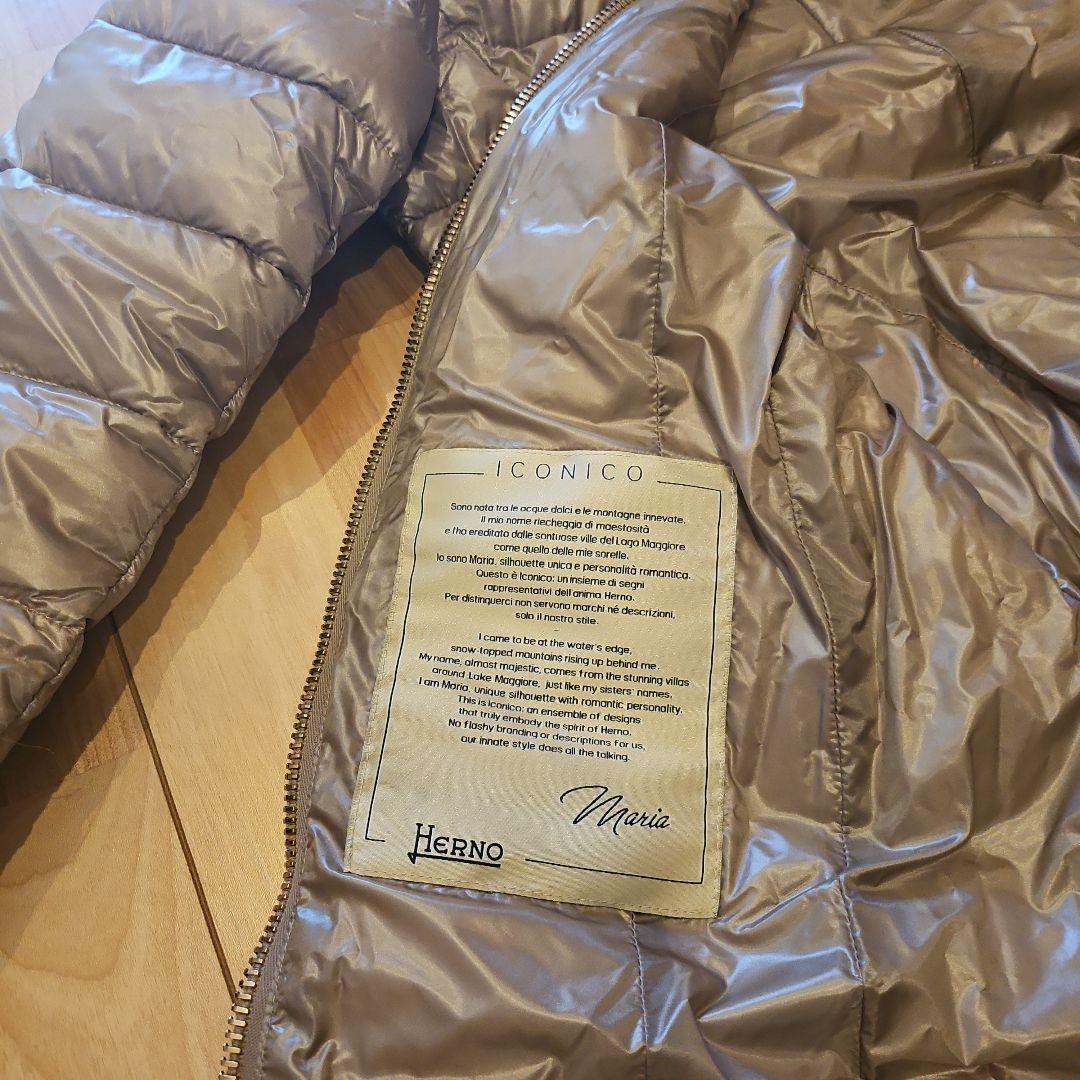 ICONICO
Sono nata tra le acque dolci e le montagne innevate.
Il mio nome riecheggia di maestosità
e l'ho ereditato dalle sontuose ville del Lago Maggiore
come quello delle mie sorelle.
Io sono Maria, silhouette unica e personalità romantica.
Questo è Iconico: un insieme di segni
rappresentativi dell'anima Herno.
Per distinguerci non servono marchi né descrizioni,
solo il nostro stile.
-
I came to be at the water's edge,
snow-topped mountains rising up behind me.
My name, almost majestic, comes from the stunning villas
around Lake Maggiore, just like my sisters' names.
I am Maria, unique silhouette with romantic personality.
This is Iconico: an ensemble of designs
that truly embody the spirit of Herno.
No flashy branding or descriptions for us,
our innate style does all the talking.
Maria
HERNO